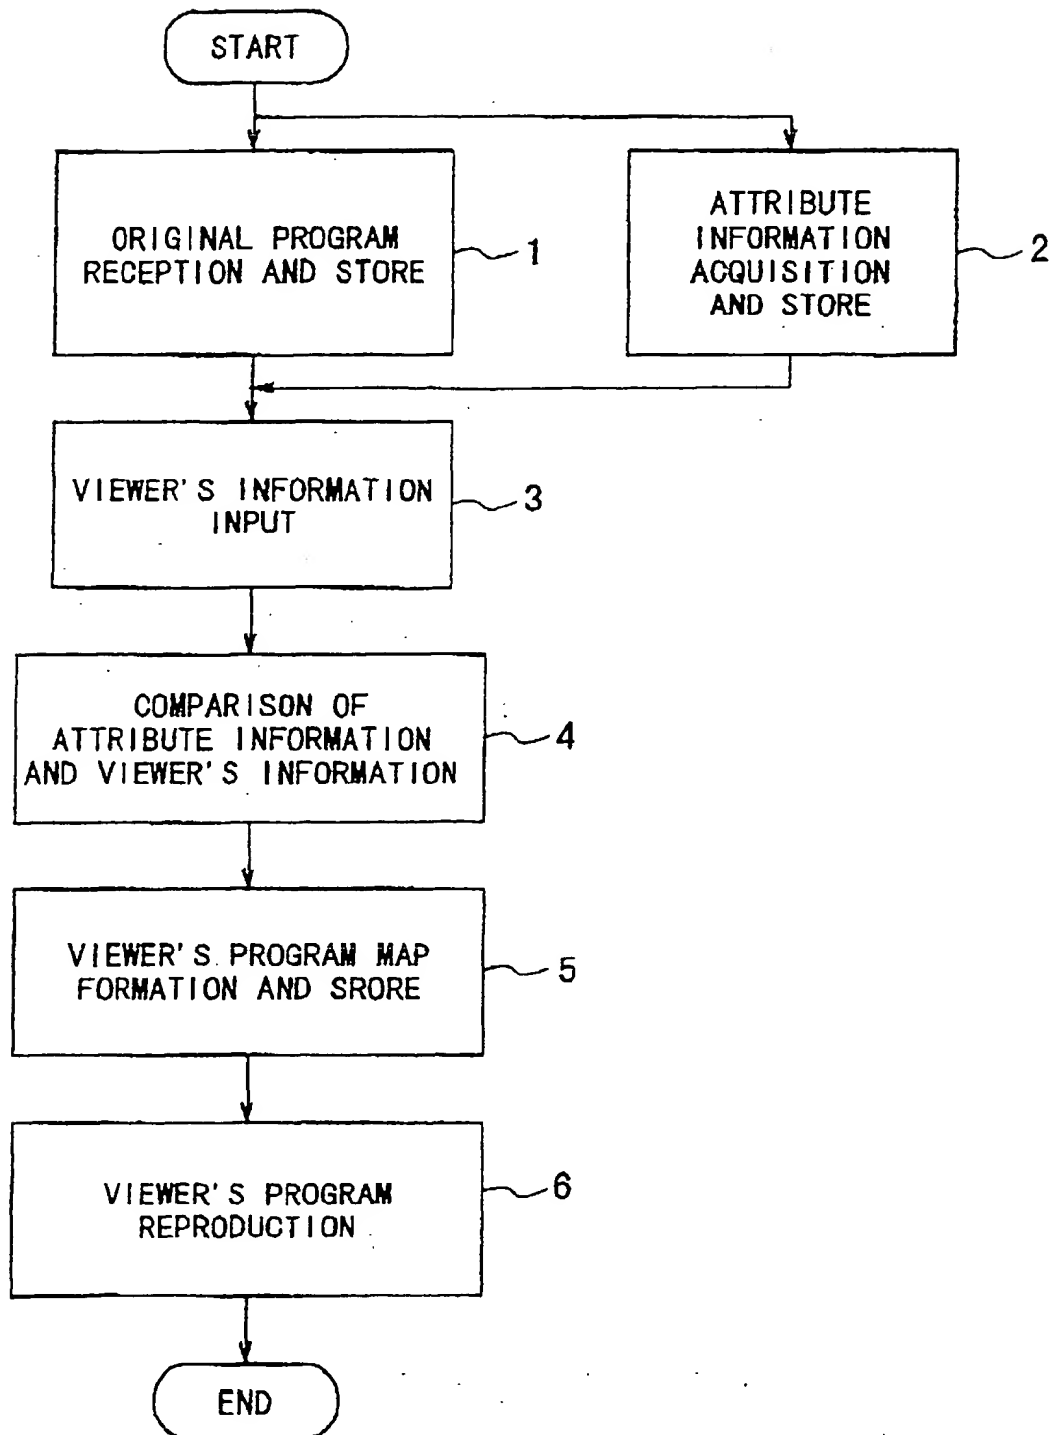 START
ORIGINAL PROGRAM
RECEPTION AND STORE
1
ATTRIBUTE
INFORMATION
ACQUISITION
AND STORE
2
VIEWER'S INFORMATION
INPUT
3
COMPARISON OF
ATTRIBUTE INFORMATION
AND VIEWER'S INFORMATION
4
VIEWER'S PROGRAM MAP
FORMATION AND SRORE
5
VIEWER'S PROGRAM
REPRODUCTION
6
END